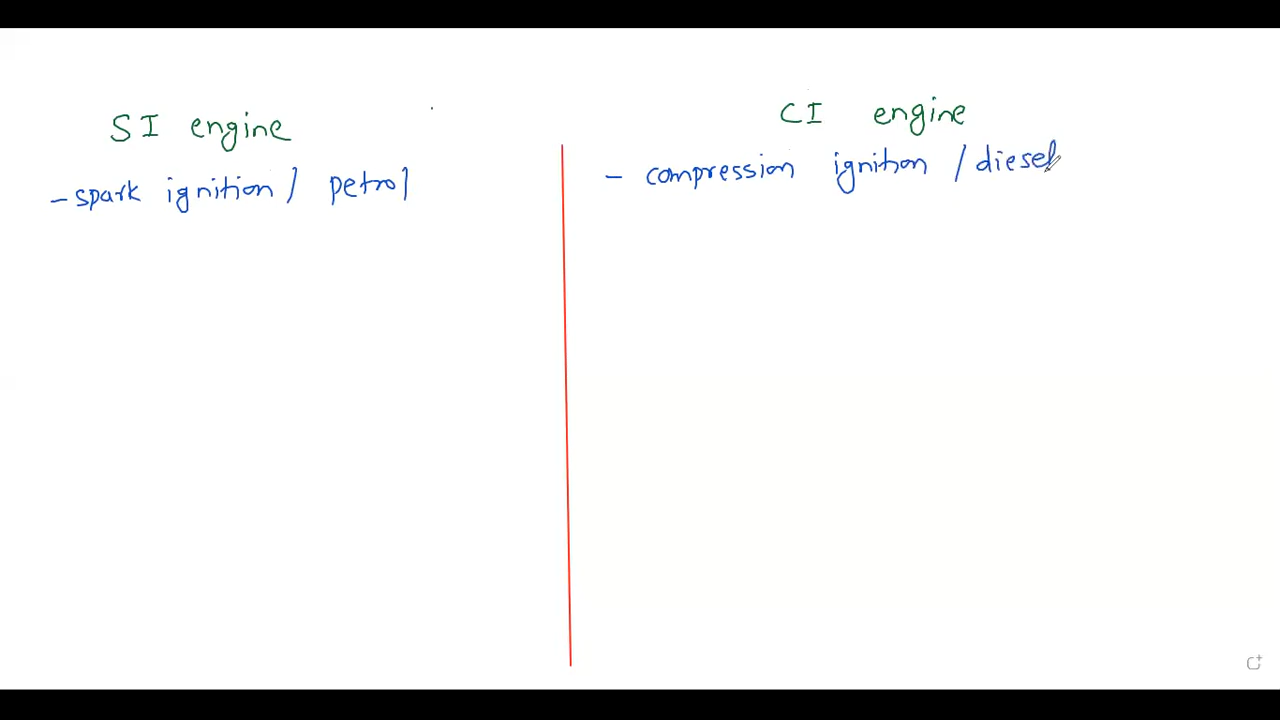 SI engine
- spark ignition / petrol
CI engine
- compression ignition / diesel